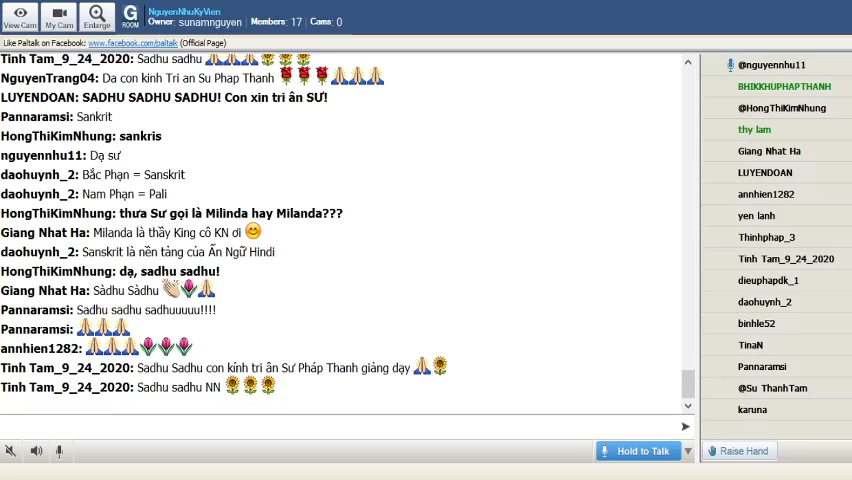 View Cam
My Cam
Enlarge
G
ROOM
NguyenNhuKyVien
Owner: sunamnguyen Members: 17 Cams: 0
Like Paltalk on Facebook: www.facebook.com/paltalk (Official Page)
Tinh Tam_9_24_2020: Sadhu sadhu 🙏🙏🙏🌻🌻🌻
NguyenTrang04: Dạ con kính Tri an Su Phap Thanh 🌹🌹🌹🙏🙏🙏
LUYENDOAN: SADHU SADHU SADHU! Con xin tri ân SƯ!
Pannaramsi: Sankrit
HongThiKimNhung: sankris
nguyennhu11: Dạ sư
daohuynh_2: Bắc Phạn = Sanskrit
daohuynh_2: Nam Phạn = Pali
HongThiKimNhung: thưa Sư gọi là Milinda hay Milanda???
Giang Nhat Ha: Milanda là thầy King cô KN ơi 😊
daohuynh_2: Sanskrit là nền tảng của Ấn Ngữ Hindi
HongThiKimNhung: dạ, sadhu sadhu!
Giang Nhat Ha: Sàdhu Sàdhu 👏🌷🙏
Pannaramsi: Sadhu sadhu sadhuuuuu!!!!
Pannaramsi: 🙏🙏🙏
annhien1282: 🙏🙏🙏🌷🌷🌷
Tinh Tam_9_24_2020: Sadhu Sadhu con kính tri ân Sư Pháp Thanh giảng dạy 🙏🌻
Tinh Tam_9_24_2020: Sadhu sadhu NN 🌻🌻🌻
Hold to Talk
@nguyennhu11
BHIKKHUPHAPTHANH
@HongThiKimNhung
thy lam
Giang Nhat Ha
LUYENDOAN
annhien1282
yen lanh
Thinhphap_3
Tinh Tam_9_24_2020
dieuphapdk_1
daohuynh_2
binhle52
TinaN
Pannaramsi
@Su ThanhTam
karuna
Raise Hand